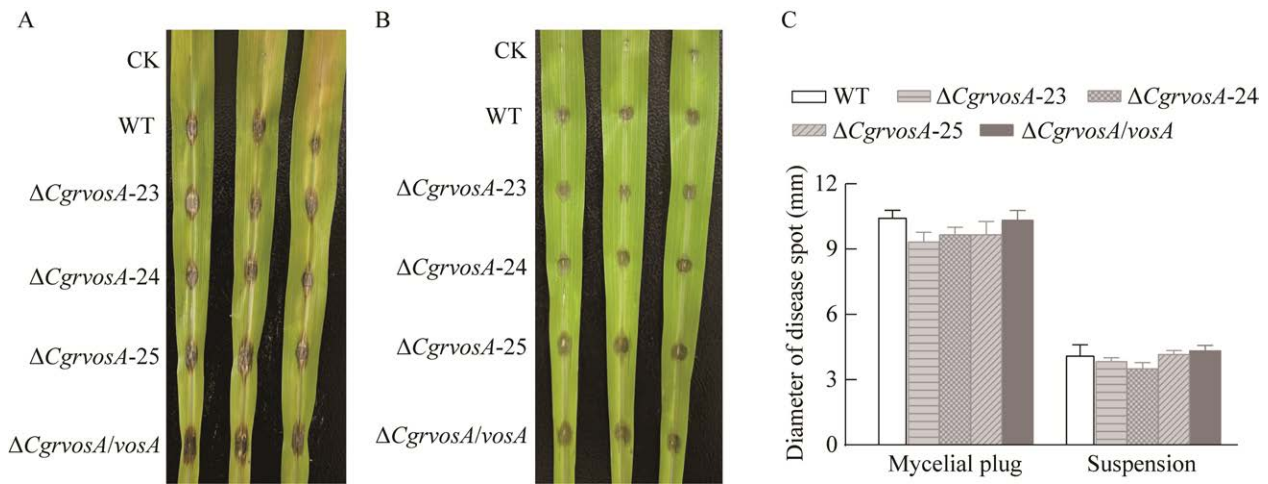 A
CK
WT
ΔCgrvosA-23
ΔCgrvosA-24
ΔCgrvosA-25
ΔCgrvosA/vosA
B
CK
WT
ΔCgrvosA-23
ΔCgrvosA-24
ΔCgrvosA-25
ΔCgrvosA/vosA
C
WT ΔCgrvosA-23 ΔCgrvosA-24
ΔCgrvosA-25 ΔCgrvosA/vosA
Diameter of disease spot (mm)
12
9
6
3
0
Mycelial plug Suspension